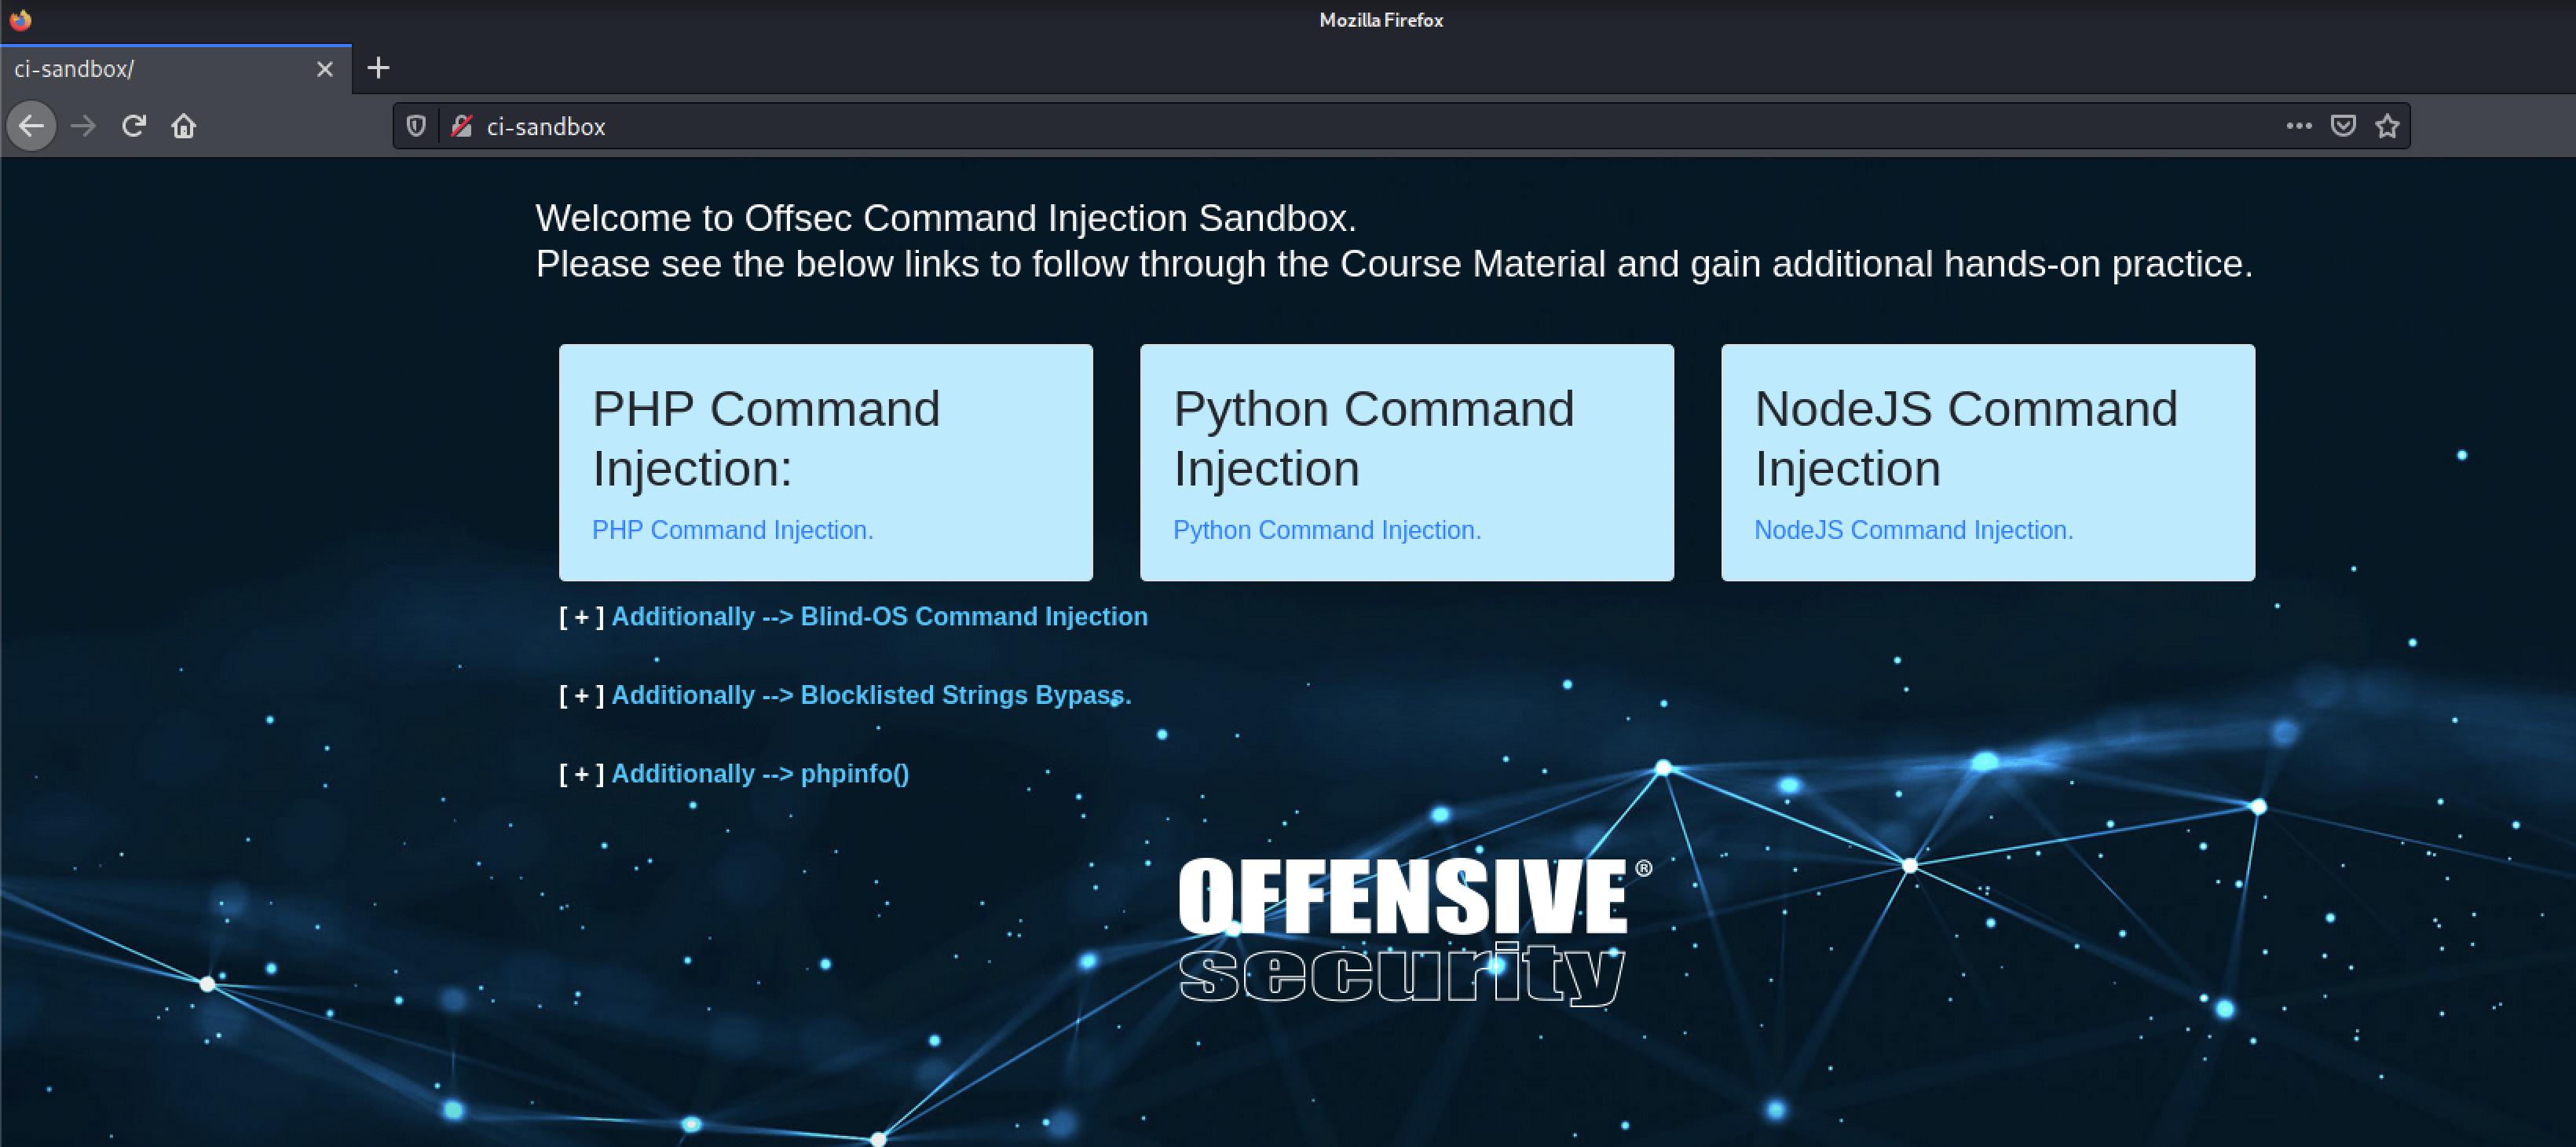 Mozilla Firefox
ci-sandbox/
ci-sandbox
Welcome to Offsec Command Injection Sandbox.
Please see the below links to follow through the Course Material and gain additional hands-on practice.
PHP Command
Injection:
PHP Command Injection.
Python Command
Injection
Python Command Injection.
NodeJS Command
Injection
NodeJS Command Injection.
[ + ] Additionally --> Blind-OS Command Injection
[ + ] Additionally --> Blocklisted Strings Bypass.
[ + ] Additionally --> phpinfo()
OFFENSIVE®
security